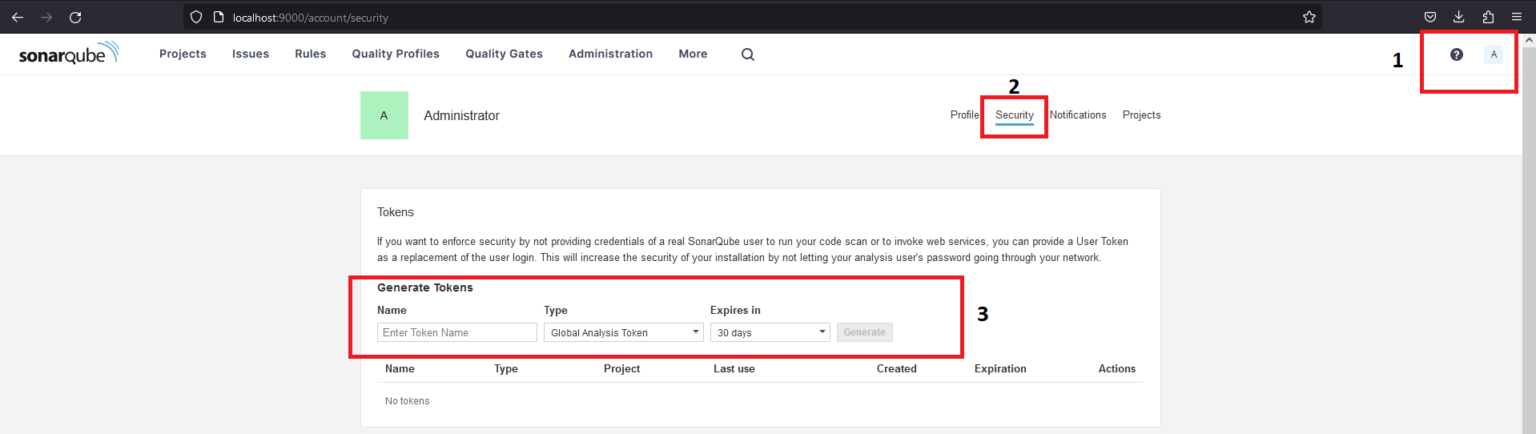 localhost:9000/account/security
sonarqube Projects Issues Rules Quality Profiles Quality Gates Administration More ? A
1
2
A Administrator Profile Security Notifications Projects
Tokens
If you want to enforce security by not providing credentials of a real SonarQube user to run your code scan or to invoke web services, you can provide a User Token
as a replacement of the user login. This will increase the security of your installation by not letting your analysis user's password going through your network.
Generate Tokens
Name Type Expires in
3
Enter Token Name Global Analysis Token 30 days Generate
Name Type Project Last use Created Expiration Actions
No tokens